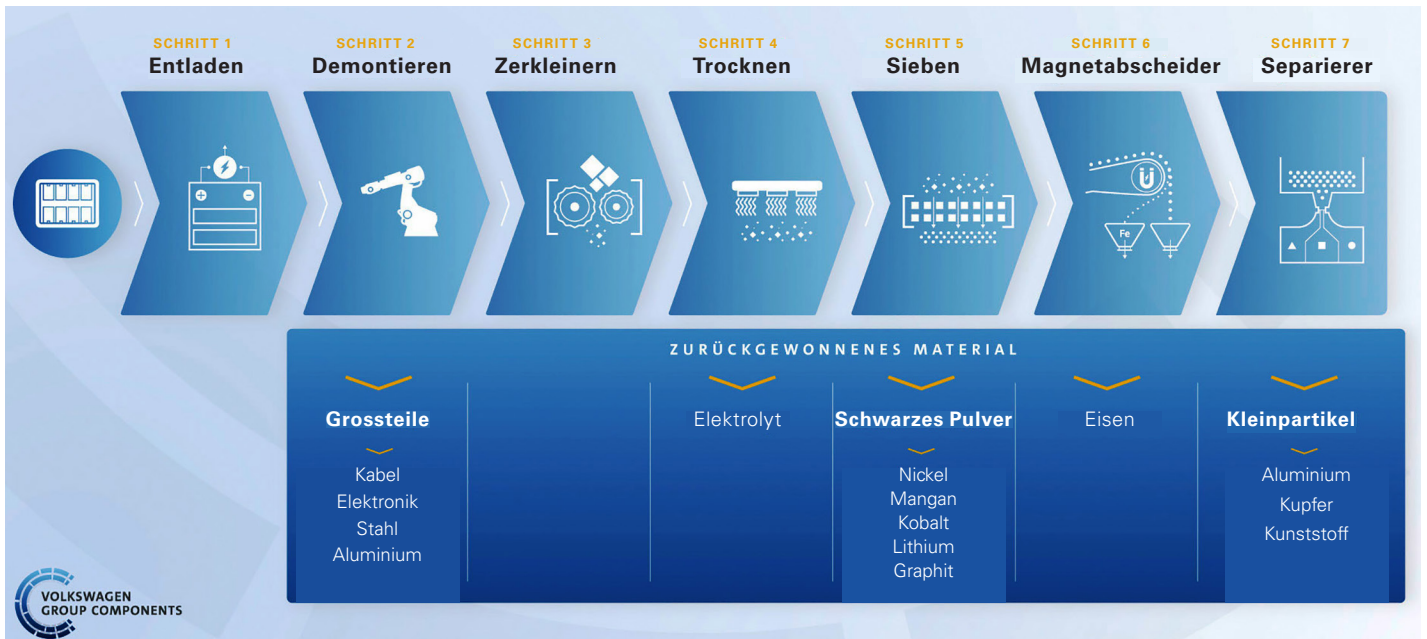 SCHRITT 1
Entladen
SCHRITT 2
Demontieren
SCHRITT 3
Zerkleinern
SCHRITT 4
Trocknen
SCHRITT 5
Sieben
SCHRITT 6
Magnetabscheider
SCHRITT 7
Separierer
Fe
ZURÜCKGEWONNENES MATERIAL
Grossteile
Kabel
Elektronik
Stahl
Aluminium
Elektrolyt
Schwarzes Pulver
Nickel
Mangan
Kobalt
Lithium
Graphit
Eisen
Kleinpartikel
Aluminium
Kupfer
Kunststoff
VOLKSWAGEN
GROUP COMPONENTS